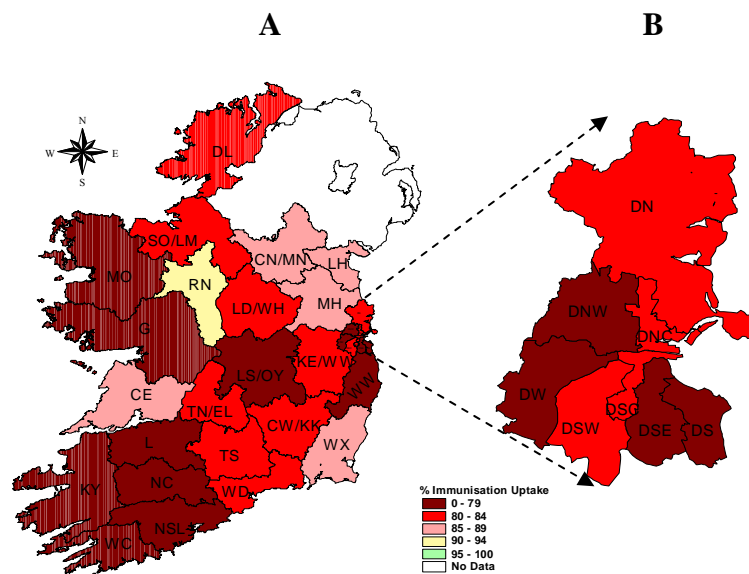 A
B
N
W
E
S
DL
SO/LM
MO
RN
CN/MN
LH
MH
LD/WH
G
LS/OY
KE/WW
WW
CE
TN/EL
CW/KK
L
TS
WX
KY
NC
WD
NSL
WC
DN
DNW
DNC
DW
DSC
DSW
DSE
DS
% Immunisation Uptake
0 - 79
80 - 84
85 - 89
90 - 94
95 - 100
No Data